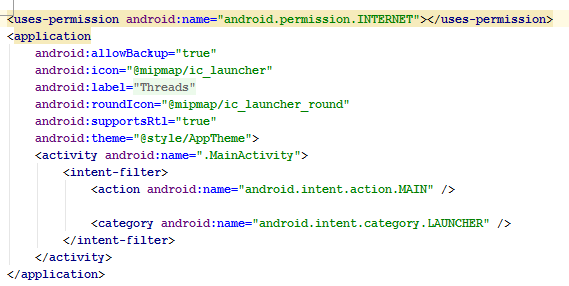 <uses-permission android:name="android.permission.INTERNET"></uses-permission>
<application
    android:allowBackup="true"
    android:icon="@mipmap/ic_launcher"
    android:label="Threads"
    android:roundIcon="@mipmap/ic_launcher_round"
    android:supportsRtl="true"
    android:theme="@style/AppTheme">
    <activity android:name=".MainActivity">
        <intent-filter>
            <action android:name="android.intent.action.MAIN" />
            <category android:name="android.intent.category.LAUNCHER" />
        </intent-filter>
    </activity>
</application>